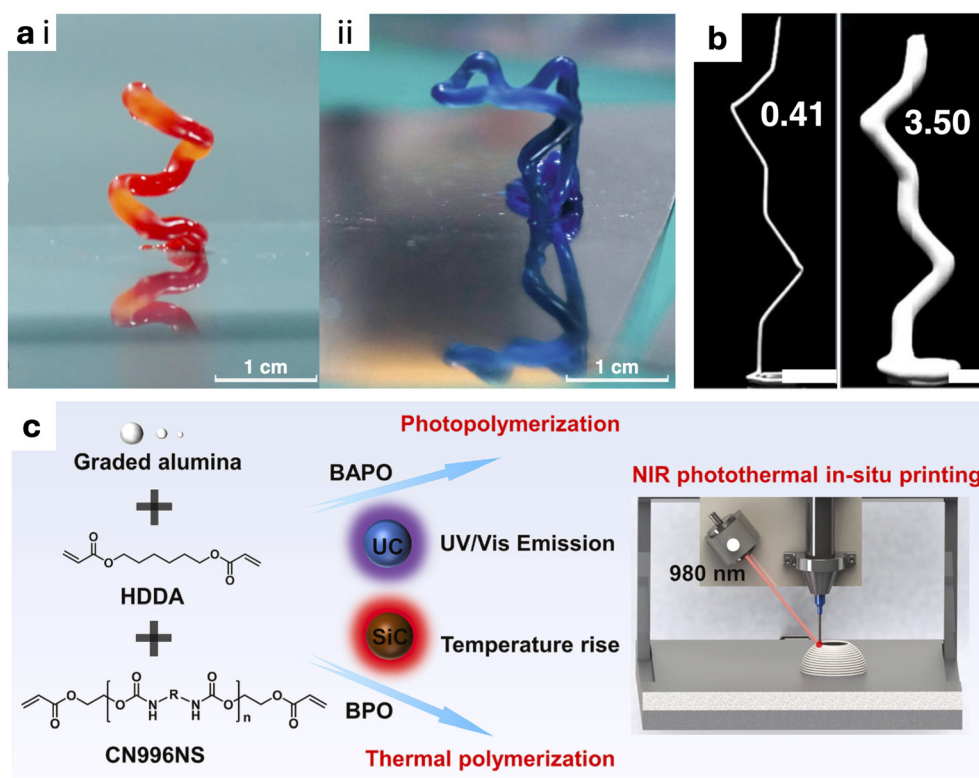 a i
ii
b
1 cm
1 cm
0.41
3.50
c
Graded alumina
HDDA
CN996NS
O
O
O
O
O
O
O
N
H
R
N
H
O
O
n
O
O
Photopolymerization
BAPO
UC
UV/Vis Emission
SiC
Temperature rise
BPO
Thermal polymerization
NIR photothermal in-situ printing
980 nm